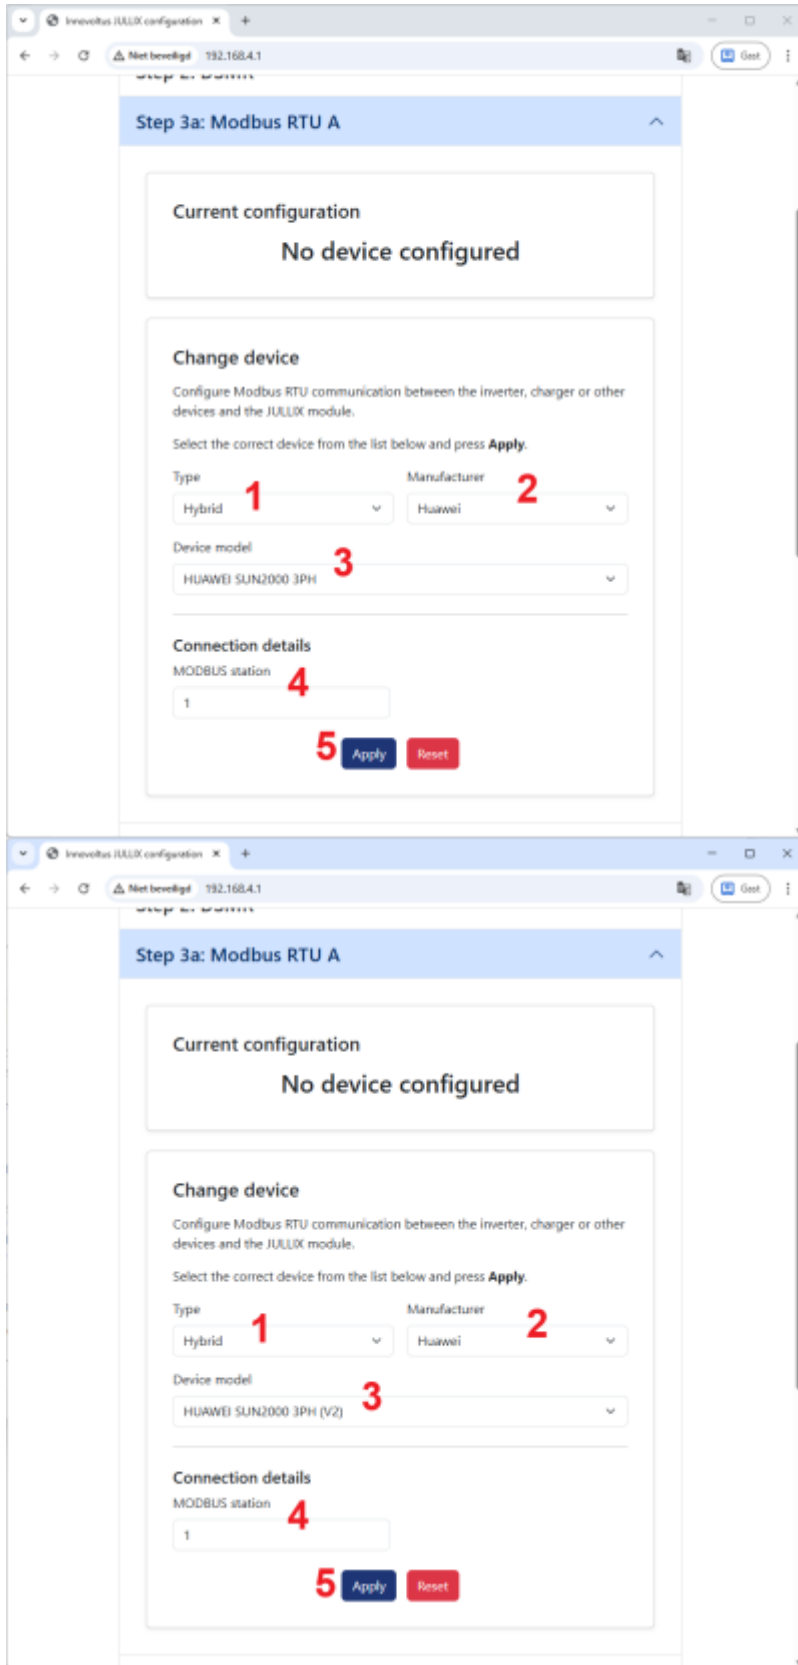 Innovoltus JULLIX configuration
Niet beveiligd 192.168.4.1 Gast
Step 2: DSMR
Step 3a: Modbus RTU A
Current configuration
No device configured
Change device
Configure Modbus RTU communication between the inverter, charger or other
devices and the JULLIX module.
Select the correct device from the list below and press Apply.
Type 1 Manufacturer 2
Hybrid Huawei
Device model 3
HUAWEI SUN2000 3PH
Connection details
MODBUS station 4
1
5 Apply Reset
Innovoltus JULLIX configuration
Niet beveiligd 192.168.4.1 Gast
Step 2: DSMR
Step 3a: Modbus RTU A
Current configuration
No device configured
Change device
Configure Modbus RTU communication between the inverter, charger or other
devices and the JULLIX module.
Select the correct device from the list below and press Apply.
Type 1 Manufacturer 2
Hybrid Huawei
Device model 3
HUAWEI SUN2000 3PH (V2)
Connection details
MODBUS station 4
1
5 Apply Reset